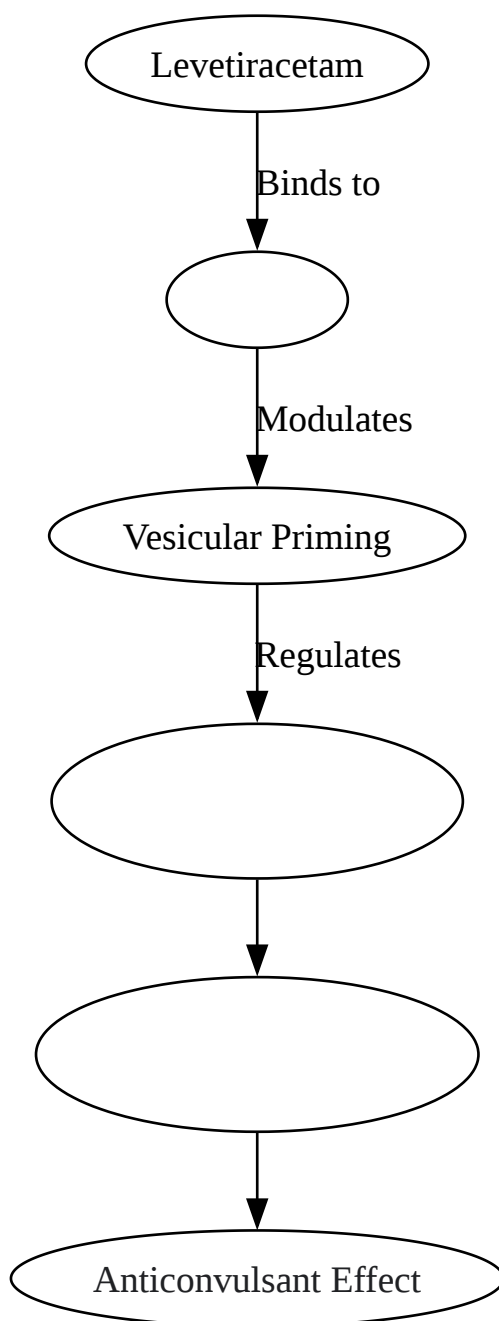 Levetiracetam
Binds to
Modulates
Vesicular Priming
Regulates
Anticonvulsant Effect